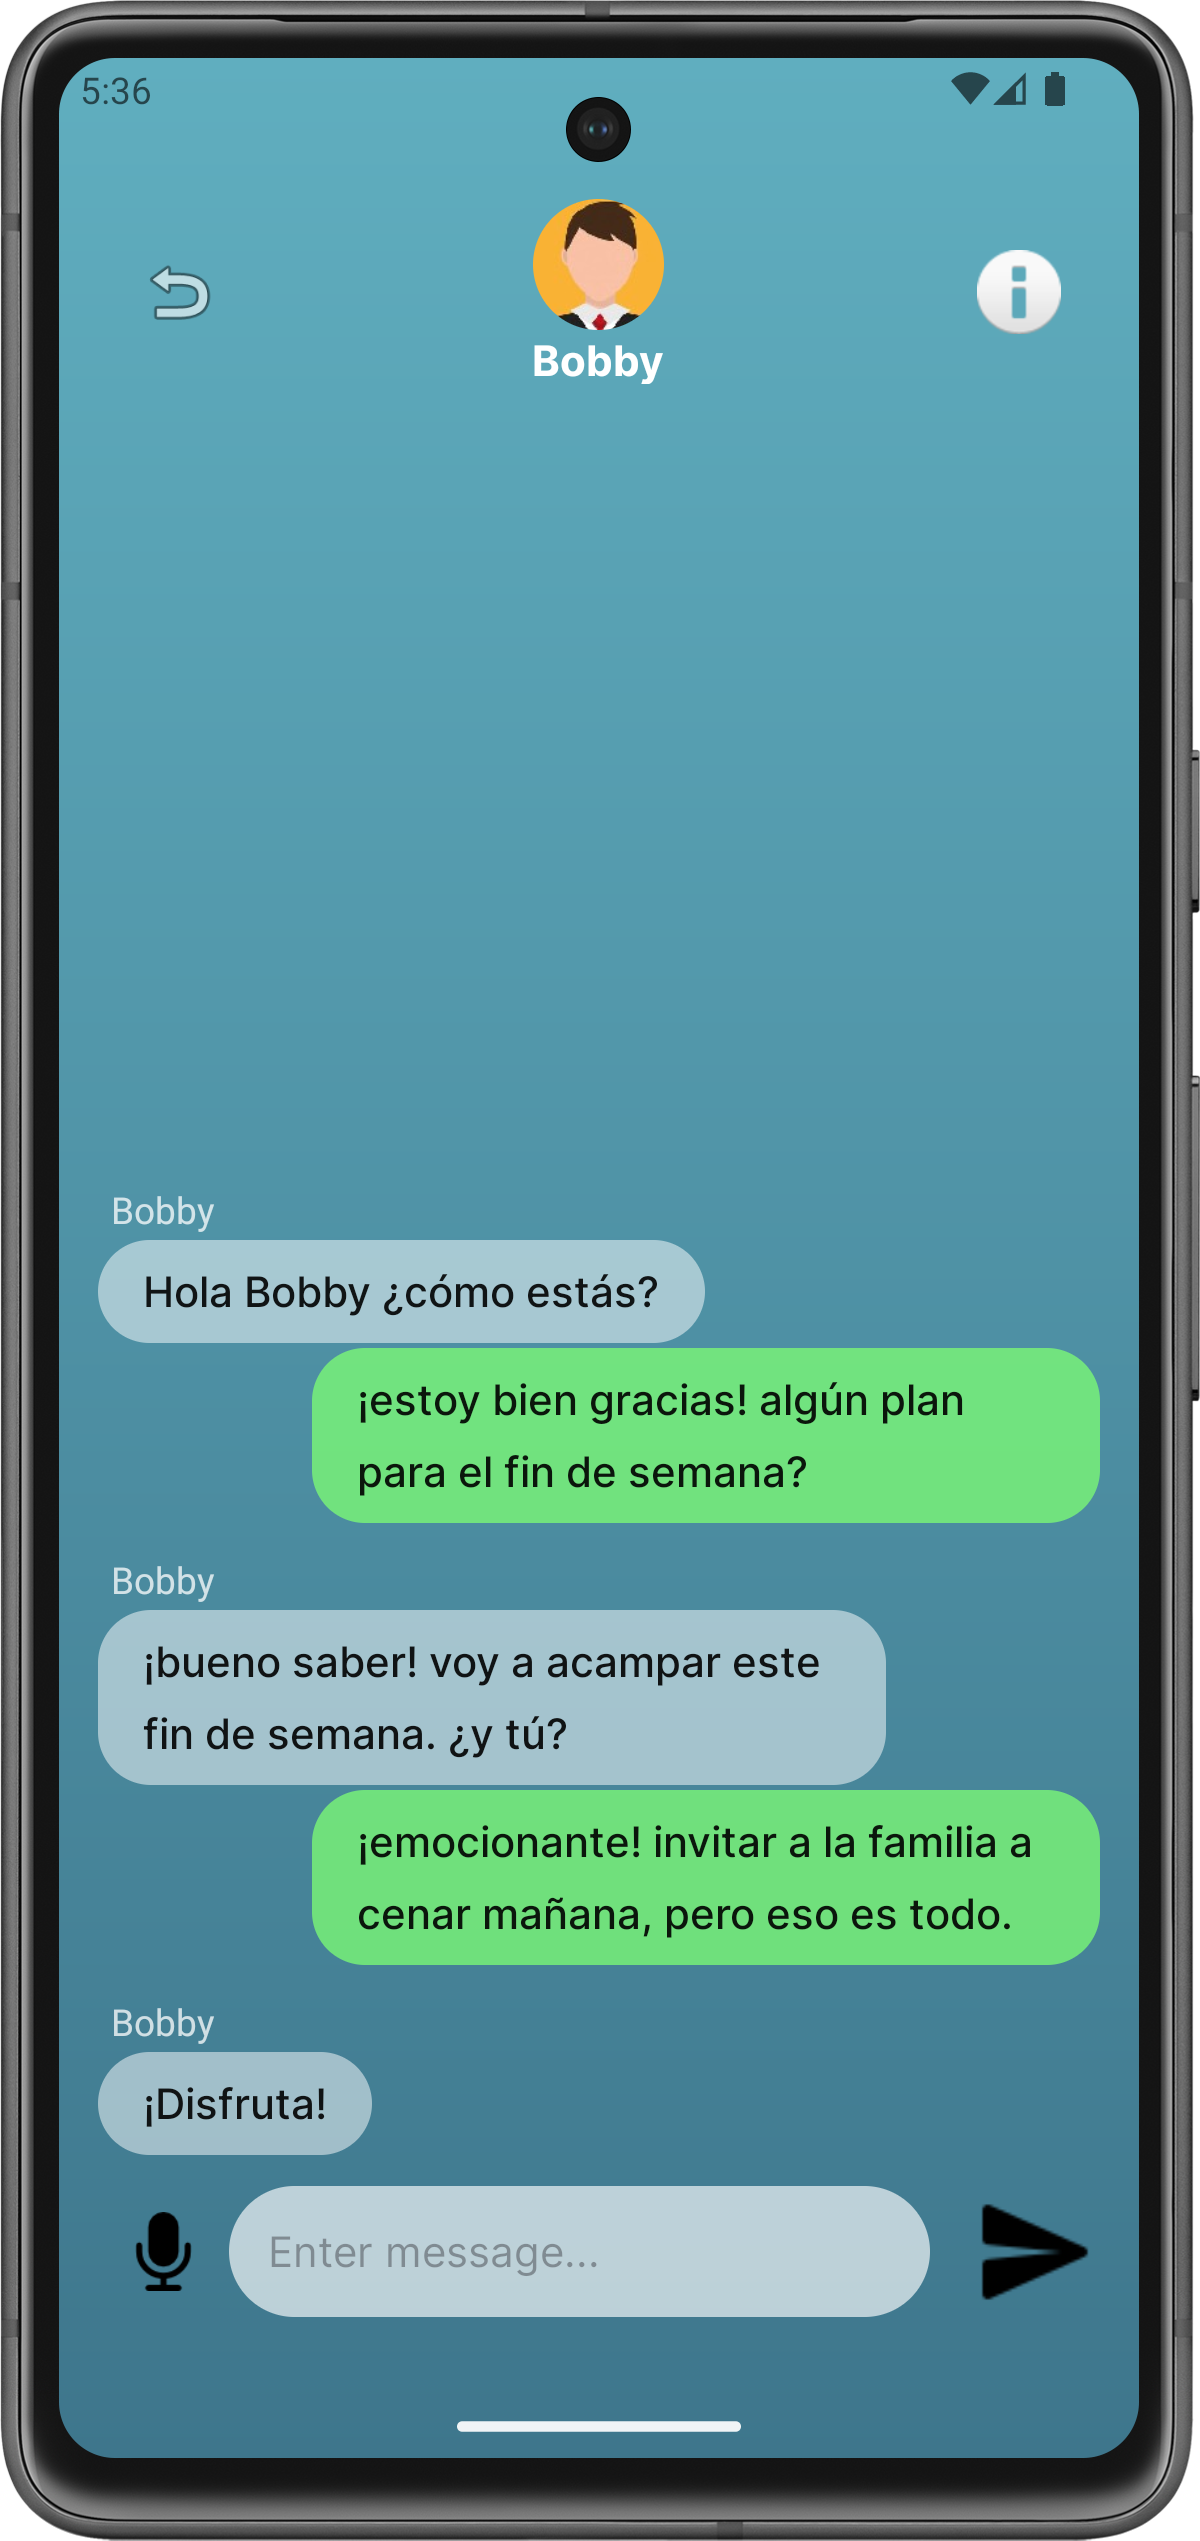 5:36
Bobby
Bobby
Hola Bobby ¿cómo estás?
¡estoy bien gracias! algún plan
para el fin de semana?
Bobby
¡bueno saber! voy a acampar este
fin de semana. ¿y tú?
¡emocionante! invitar a la familia a
cenar mañana, pero eso es todo.
Bobby
¡Disfruta!
Enter message...